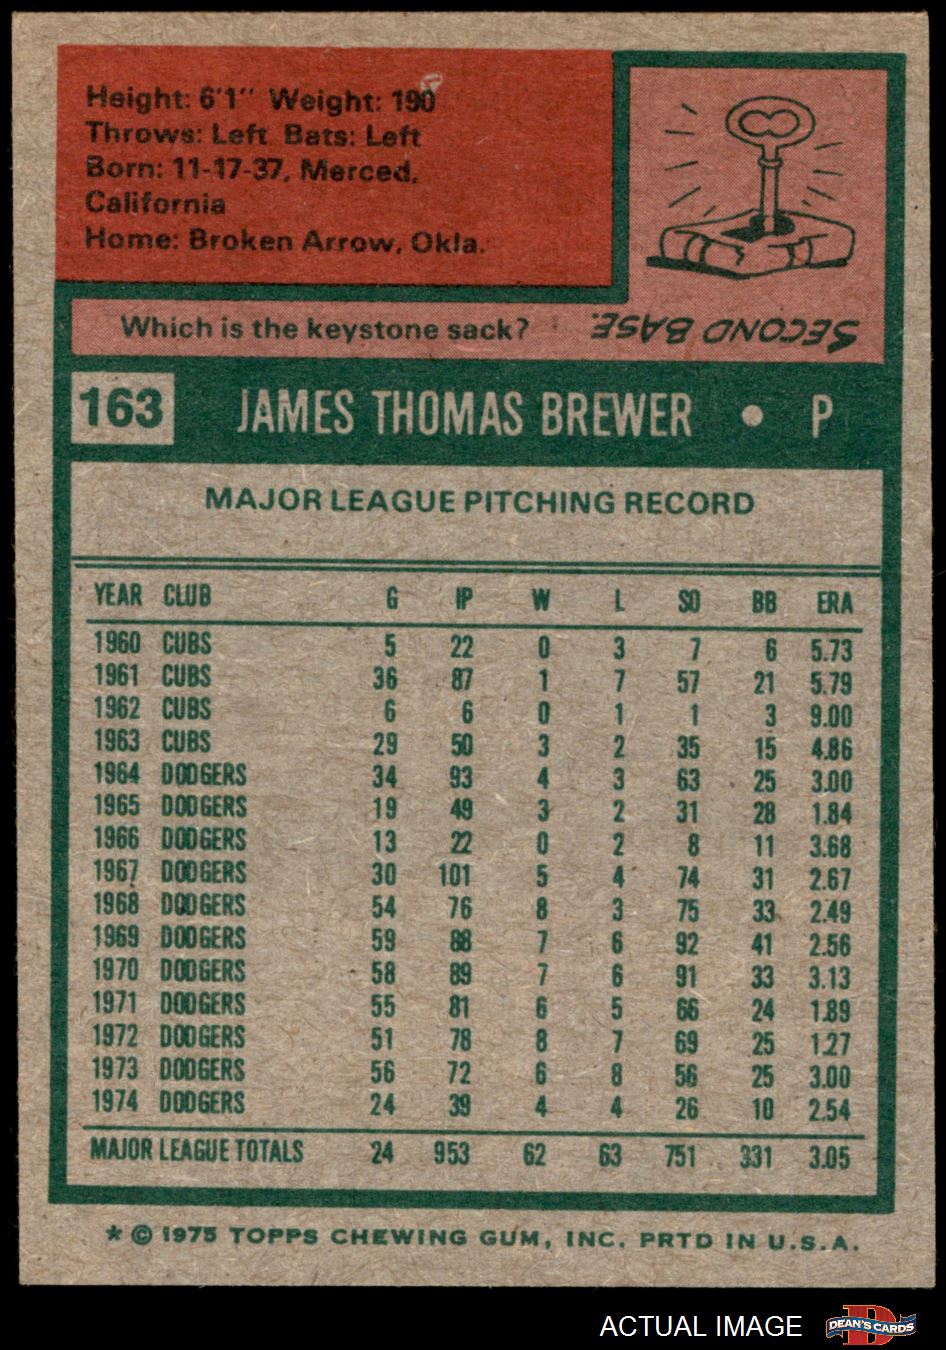 Height: 6'1" Weight: 190
Throws: Left Bats: Left
Born: 11-17-37, Merced,
California
Home: Broken Arrow, Okla.
Which is the keystone sack?
SECOND BASE.
163 JAMES THOMAS BREWER • P
MAJOR LEAGUE PITCHING RECORD
YEAR CLUB G IP W L SO BB ERA
1960 CUBS 5 22 0 3 7 6 5.73
1961 CUBS 36 87 1 7 57 21 5.79
1962 CUBS 6 6 0 1 1 3 9.00
1963 CUBS 29 50 3 2 35 15 4.86
1964 DODGERS 34 93 4 3 63 25 3.00
1965 DODGERS 19 49 3 2 31 28 1.84
1966 DODGERS 13 22 0 2 8 11 3.68
1967 DODGERS 30 101 5 4 74 31 2.67
1968 DODGERS 54 76 8 3 75 33 2.49
1969 DODGERS 59 88 7 6 92 41 2.56
1970 DODGERS 58 89 7 6 91 33 3.13
1971 DODGERS 55 81 6 5 66 24 1.89
1972 DODGERS 51 78 8 7 69 25 1.27
1973 DODGERS 56 72 6 8 56 25 3.00
1974 DODGERS 24 39 4 4 26 10 2.54
MAJOR LEAGUE TOTALS 24 953 62 63 751 331 3.05
* © 1975 TOPPS CHEWING GUM, INC. PRTD IN U.S.A.
ACTUAL IMAGE
D
DEAN'S CARDS